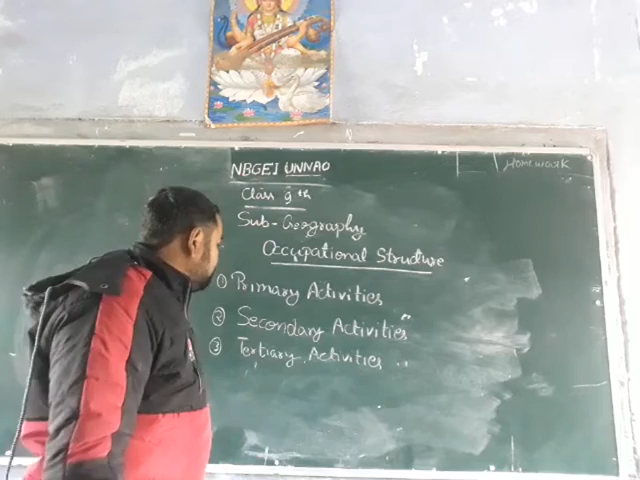 NBGEI UNNAO
HOMEWORK
Class 9th
Sub-Geography
Occupational Structure
① Primary Activities
② Secondary Activities"
③ Tertiary Activities "